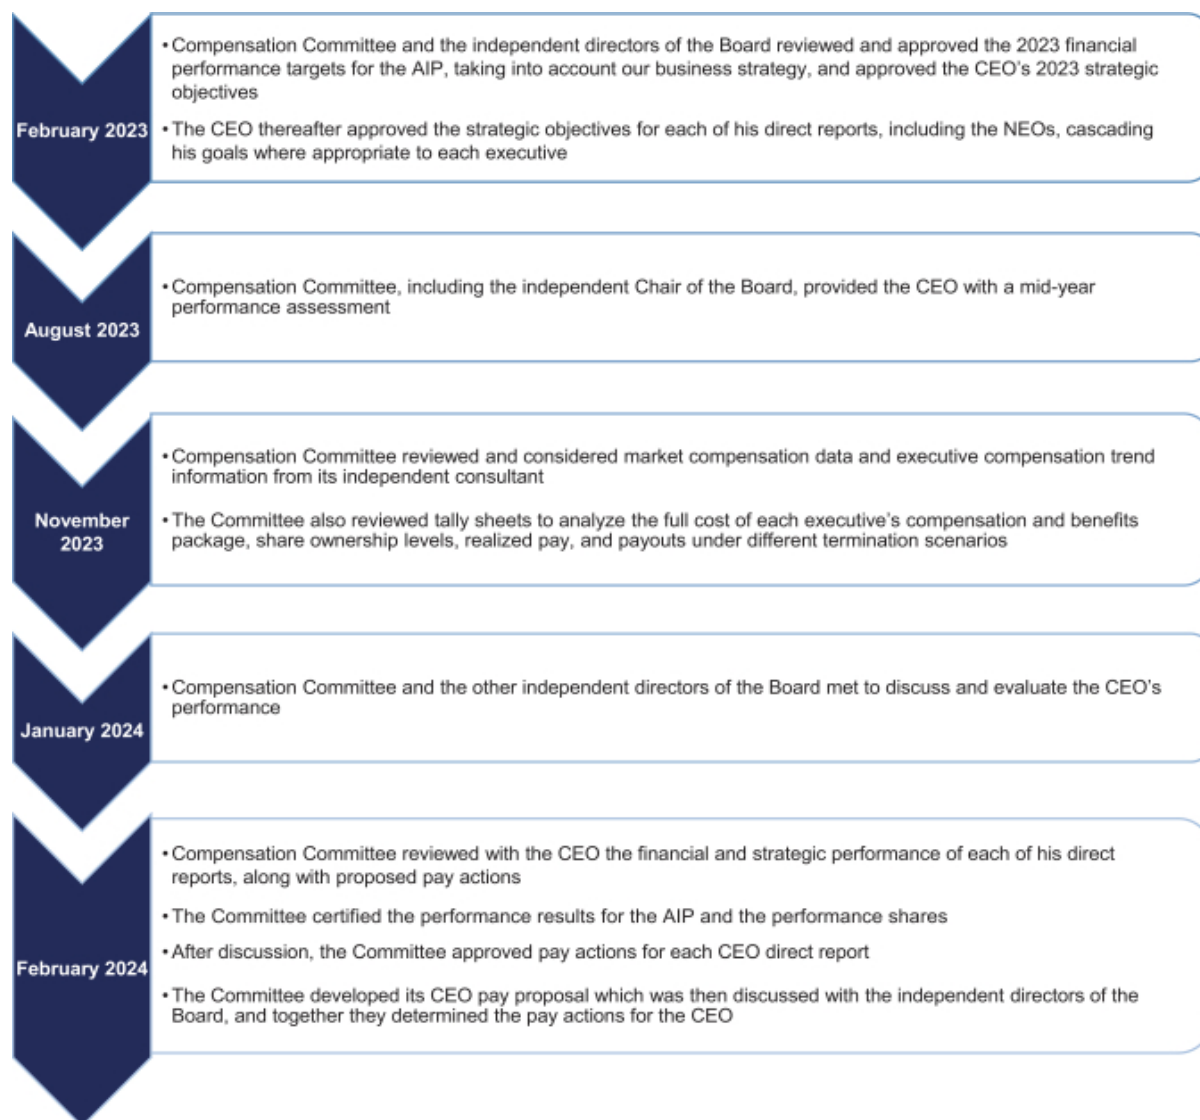 • Compensation Committee and the independent directors of the Board reviewed and approved the 2023 financial
performance targets for the AIP, taking into account our business strategy, and approved the CEO's 2023 strategic
objectives
February 2023
• The CEO thereafter approved the strategic objectives for each of his direct reports, including the NEOs, cascading
his goals where appropriate to each executive
• Compensation Committee, including the independent Chair of the Board, provided the CEO with a mid-year
performance assessment
August 2023
• Compensation Committee reviewed and considered market compensation data and executive compensation trend
information from its independent consultant
November
2023
• The Committee also reviewed tally sheets to analyze the full cost of each executive's compensation and benefits
package, share ownership levels, realized pay, and payouts under different termination scenarios
• Compensation Committee and the other independent directors of the Board met to discuss and evaluate the CEO's
performance
January 2024
• Compensation Committee reviewed with the CEO the financial and strategic performance of each of his direct
reports, along with proposed pay actions
• The Committee certified the performance results for the AIP and the performance shares
• After discussion, the Committee approved pay actions for each CEO direct report
February 2024
• The Committee developed its CEO pay proposal which was then discussed with the independent directors of the
Board, and together they determined the pay actions for the CEO